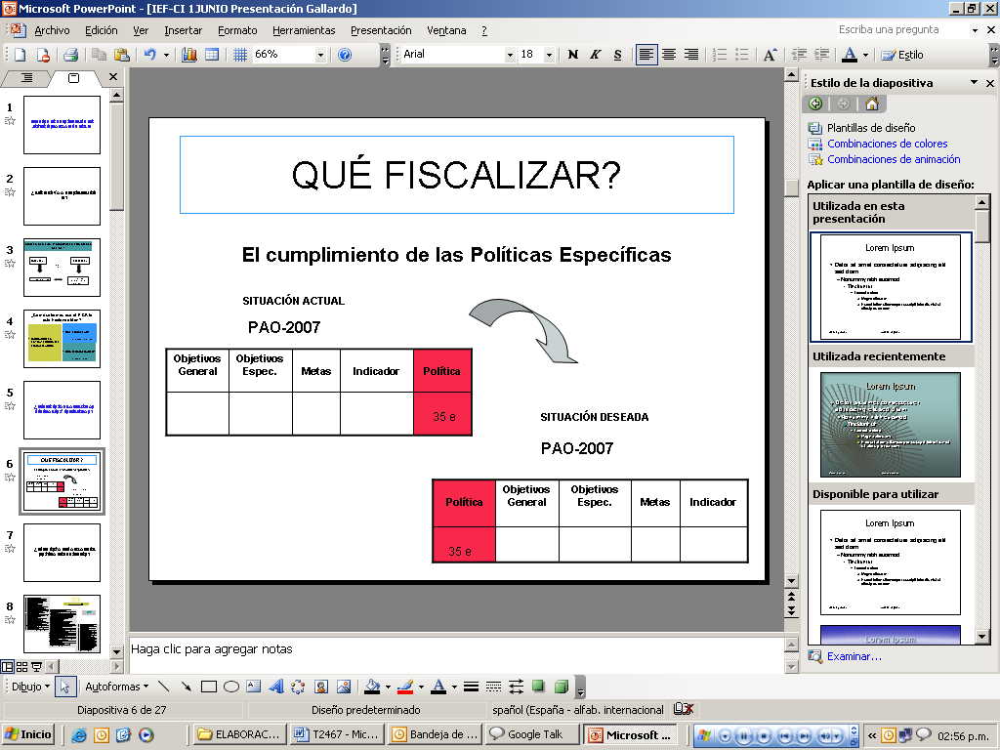 Microsoft PowerPoint - [IEF-CI 1JUNIO Presentación Gallardo]
Archivo Edición Ver Insertar Formato Herramientas Presentación Ventana ?
Escriba una pregunta
66%
Arial 18 N K S Estilo
Estilo de la diapositiva
Plantillas de diseño
Combinaciones de colores
Combinaciones de animación
Aplicar una plantilla de diseño:
Utilizada en esta presentación
Lorem Ipsum
Utilizada recientemente
Lorem Ipsum
Disponible para utilizar
Lorem Ipsum
Lorem Ipsum
Examinar...
1
2
3
4
5
6
QUÉ FISCALIZAR?
7
8
QUÉ FISCALIZAR?
El cumplimiento de las Políticas Específicas
SITUACIÓN ACTUAL
PAO-2007
Objetivos General Objetivos Espec. Metas Indicador Política
35 e
SITUACIÓN DESEADA
PAO-2007
Política Objetivos General Objetivos Espec. Metas Indicador
35 e
Haga clic para agregar notas
Dibujo Autoformas
Diapositiva 6 de 27 Diseño predeterminado spañol (España - alfab. internacional
Inicio ELABORAC... T2467 - Mic... Bandeja de ... Google Talk Microsoft ... 02:56 p.m.